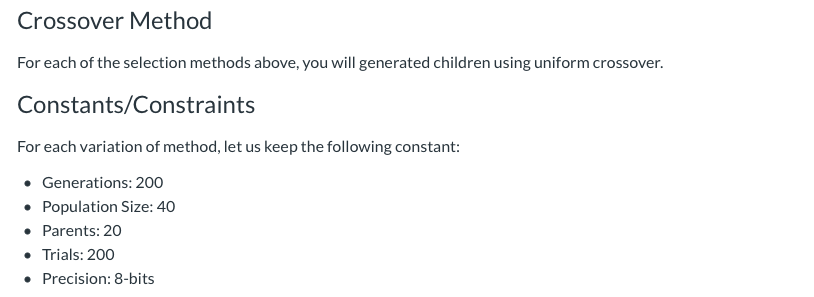 Crossover Method
For each of the selection methods above, you will generated children using uniform crossover.
Constants/Constraints
For each variation of method, let us keep the following constant:
• Generations: 200
• Population Size: 40
• Parents: 20
• Trials: 200
• Precision: 8-bits